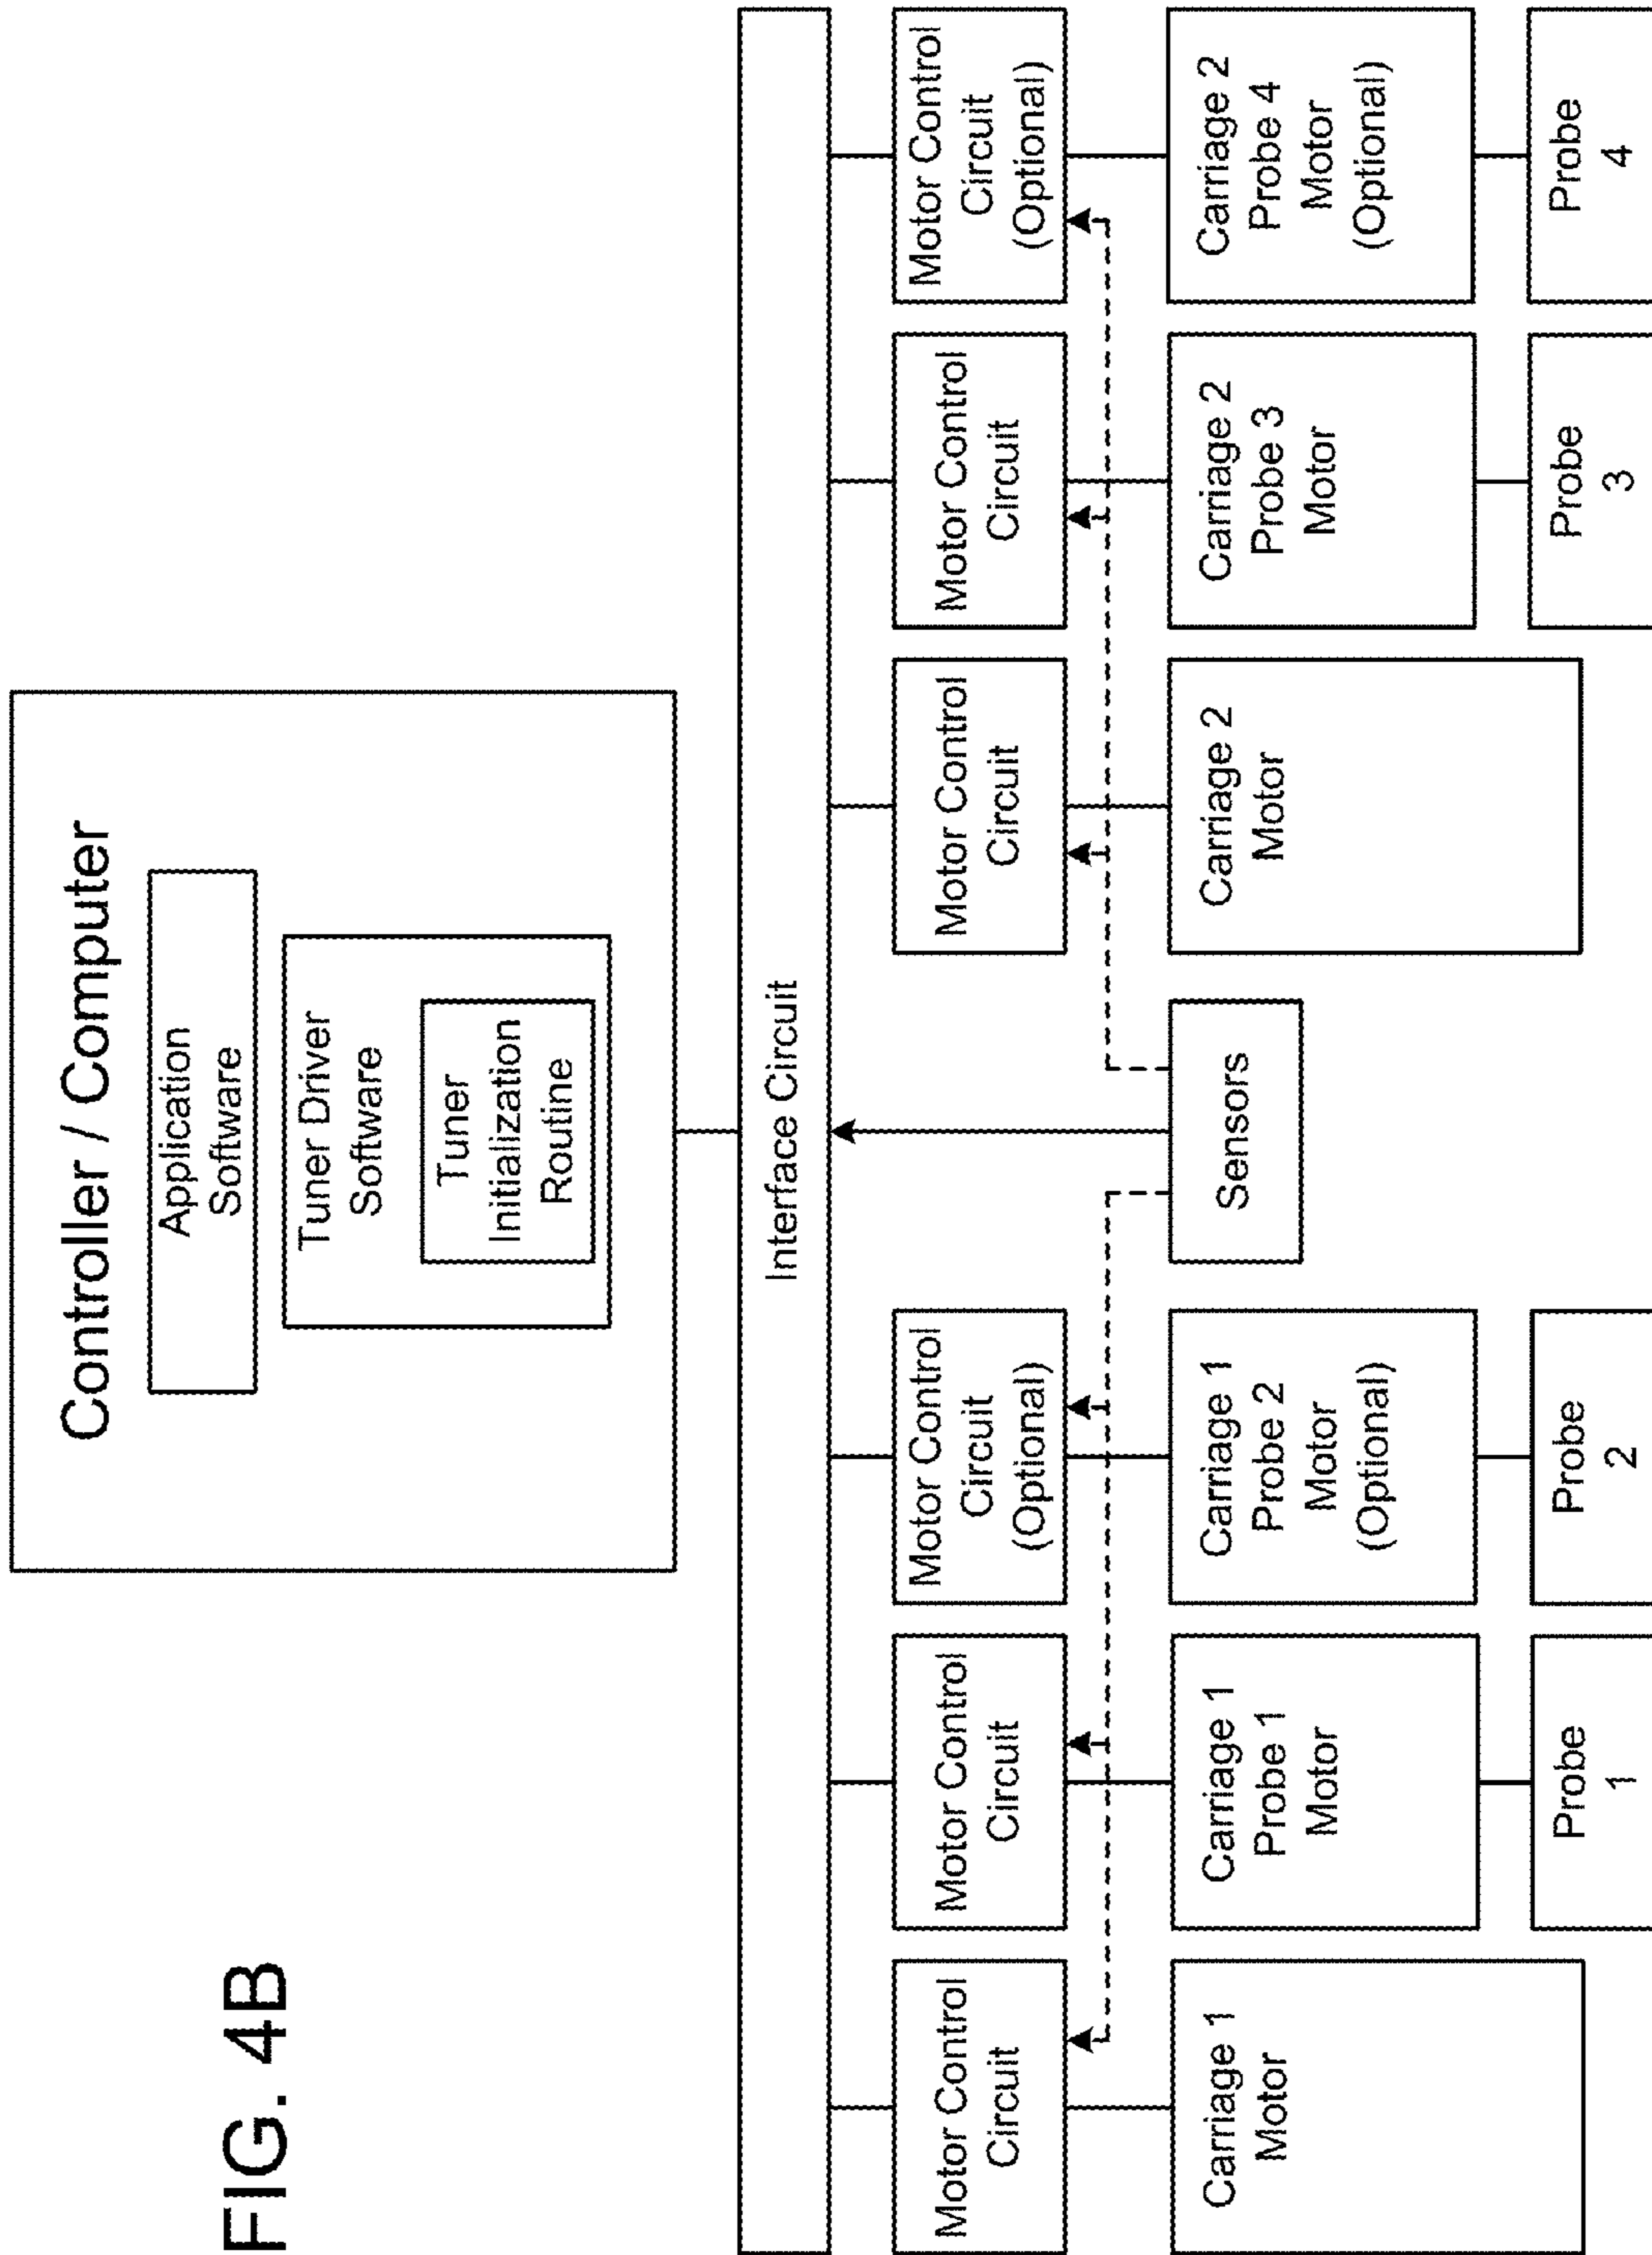 FIG. 4B
Controller / Computer
Application
Software
Tuner Driver
Software
Tuner
Initialization
Routine
Interface Circuit
Motor Control
Circuit
Motor Control
Circuit
Motor Control
Circuit
(Optional)
Motor Control
Circuit
Motor Control
Circuit
Motor Control
Circuit
(Optional)
Carriage 1
Motor
Carriage 1
Probe 1
Motor
Carriage 1
Probe 2
Motor
(Optional)
Sensors
Carriage 2
Motor
Carriage 2
Probe 3
Motor
Carriage 2
Probe 4
Motor
(Optional)
Probe
1
Probe
2
Probe
3
Probe
4